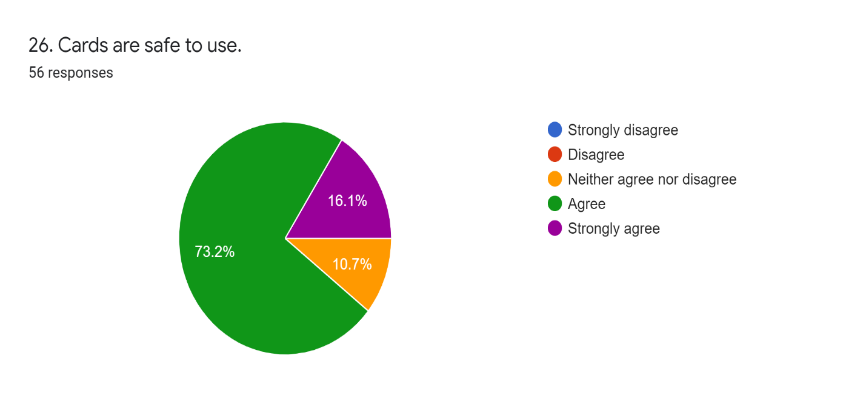 26. Cards are safe to use.
56 responses
Strongly disagree
Disagree
Neither agree nor disagree
Agree
Strongly agree
16.1%
73.2%
10.7%